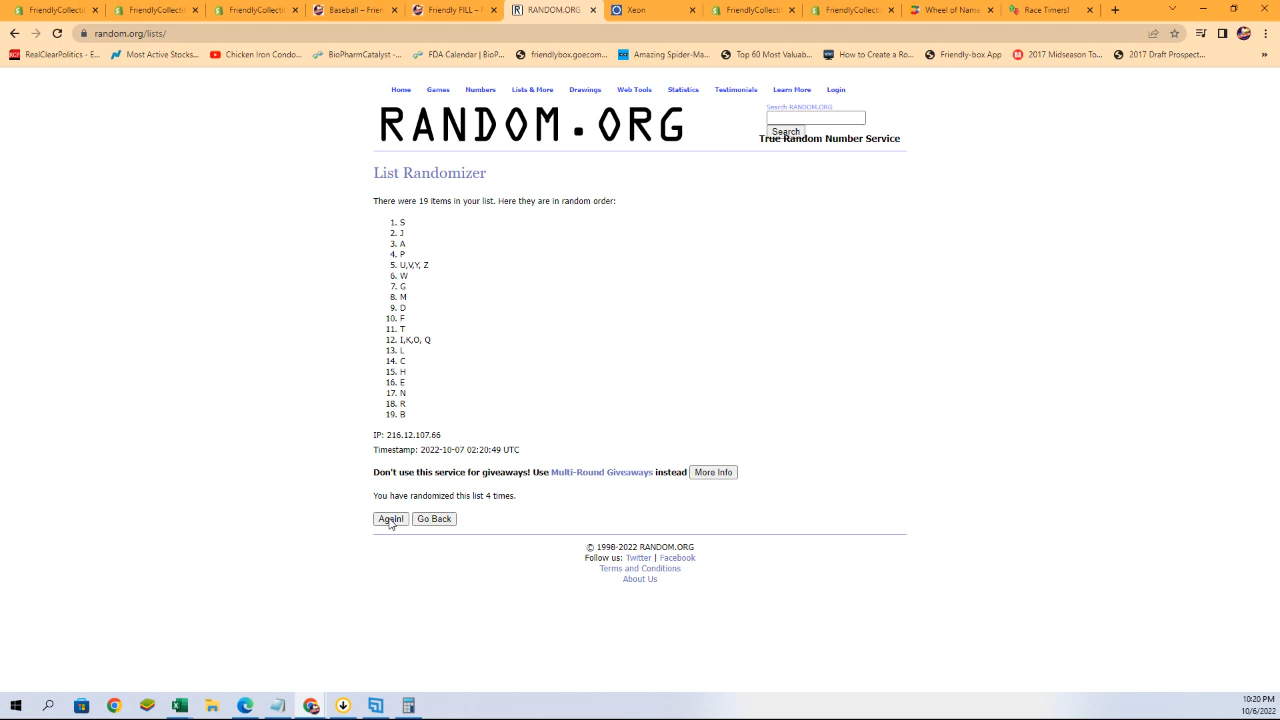 FriendlyCollectin
FriendlyCollectin
Baseball – Friend
Friendly FILL – F
RANDOM.ORG
Xeon
FriendlyCollectin
FriendlyCollectin
Wheel of Name
Race Timers!
random.org/lists/
RealClearPolitics - E...
Most Active Stocks...
Chicken Iron Condo...
BioPharmCatalyst -...
FDA Calendar | BioP...
friendlybox.goecom...
Amazing Spider-Ma...
Top 60 Most Valuab...
How to Create a Ro...
Friendly-box App
2017 Midseason To...
2017 Draft Prospect...
Home Games Numbers Lists & More Drawings Web Tools Statistics Testimonials Learn More Login
RANDOM.ORG
Search RANDOM.ORG
Search
True Random Number Service
List Randomizer
There were 19 items in your list. Here they are in random order:
1. S
2. J
3. A
4. P
5. U,V,Y, Z
6. W
7. G
8. M
9. D
10. F
11. T
12. I,K,O, Q
13. L
14. C
15. H
16. E
17. N
18. R
19. B
IP: 216.12.107.66
Timestamp: 2022-10-07 02:20:49 UTC
Don't use this service for giveaways! Use Multi-Round Giveaways instead More Info
You have randomized this list 4 times.
Again! Go Back
© 1998-2022 RANDOM.ORG
Follow us: Twitter | Facebook
Terms and Conditions
About Us
10:20 PM
10/6/2022